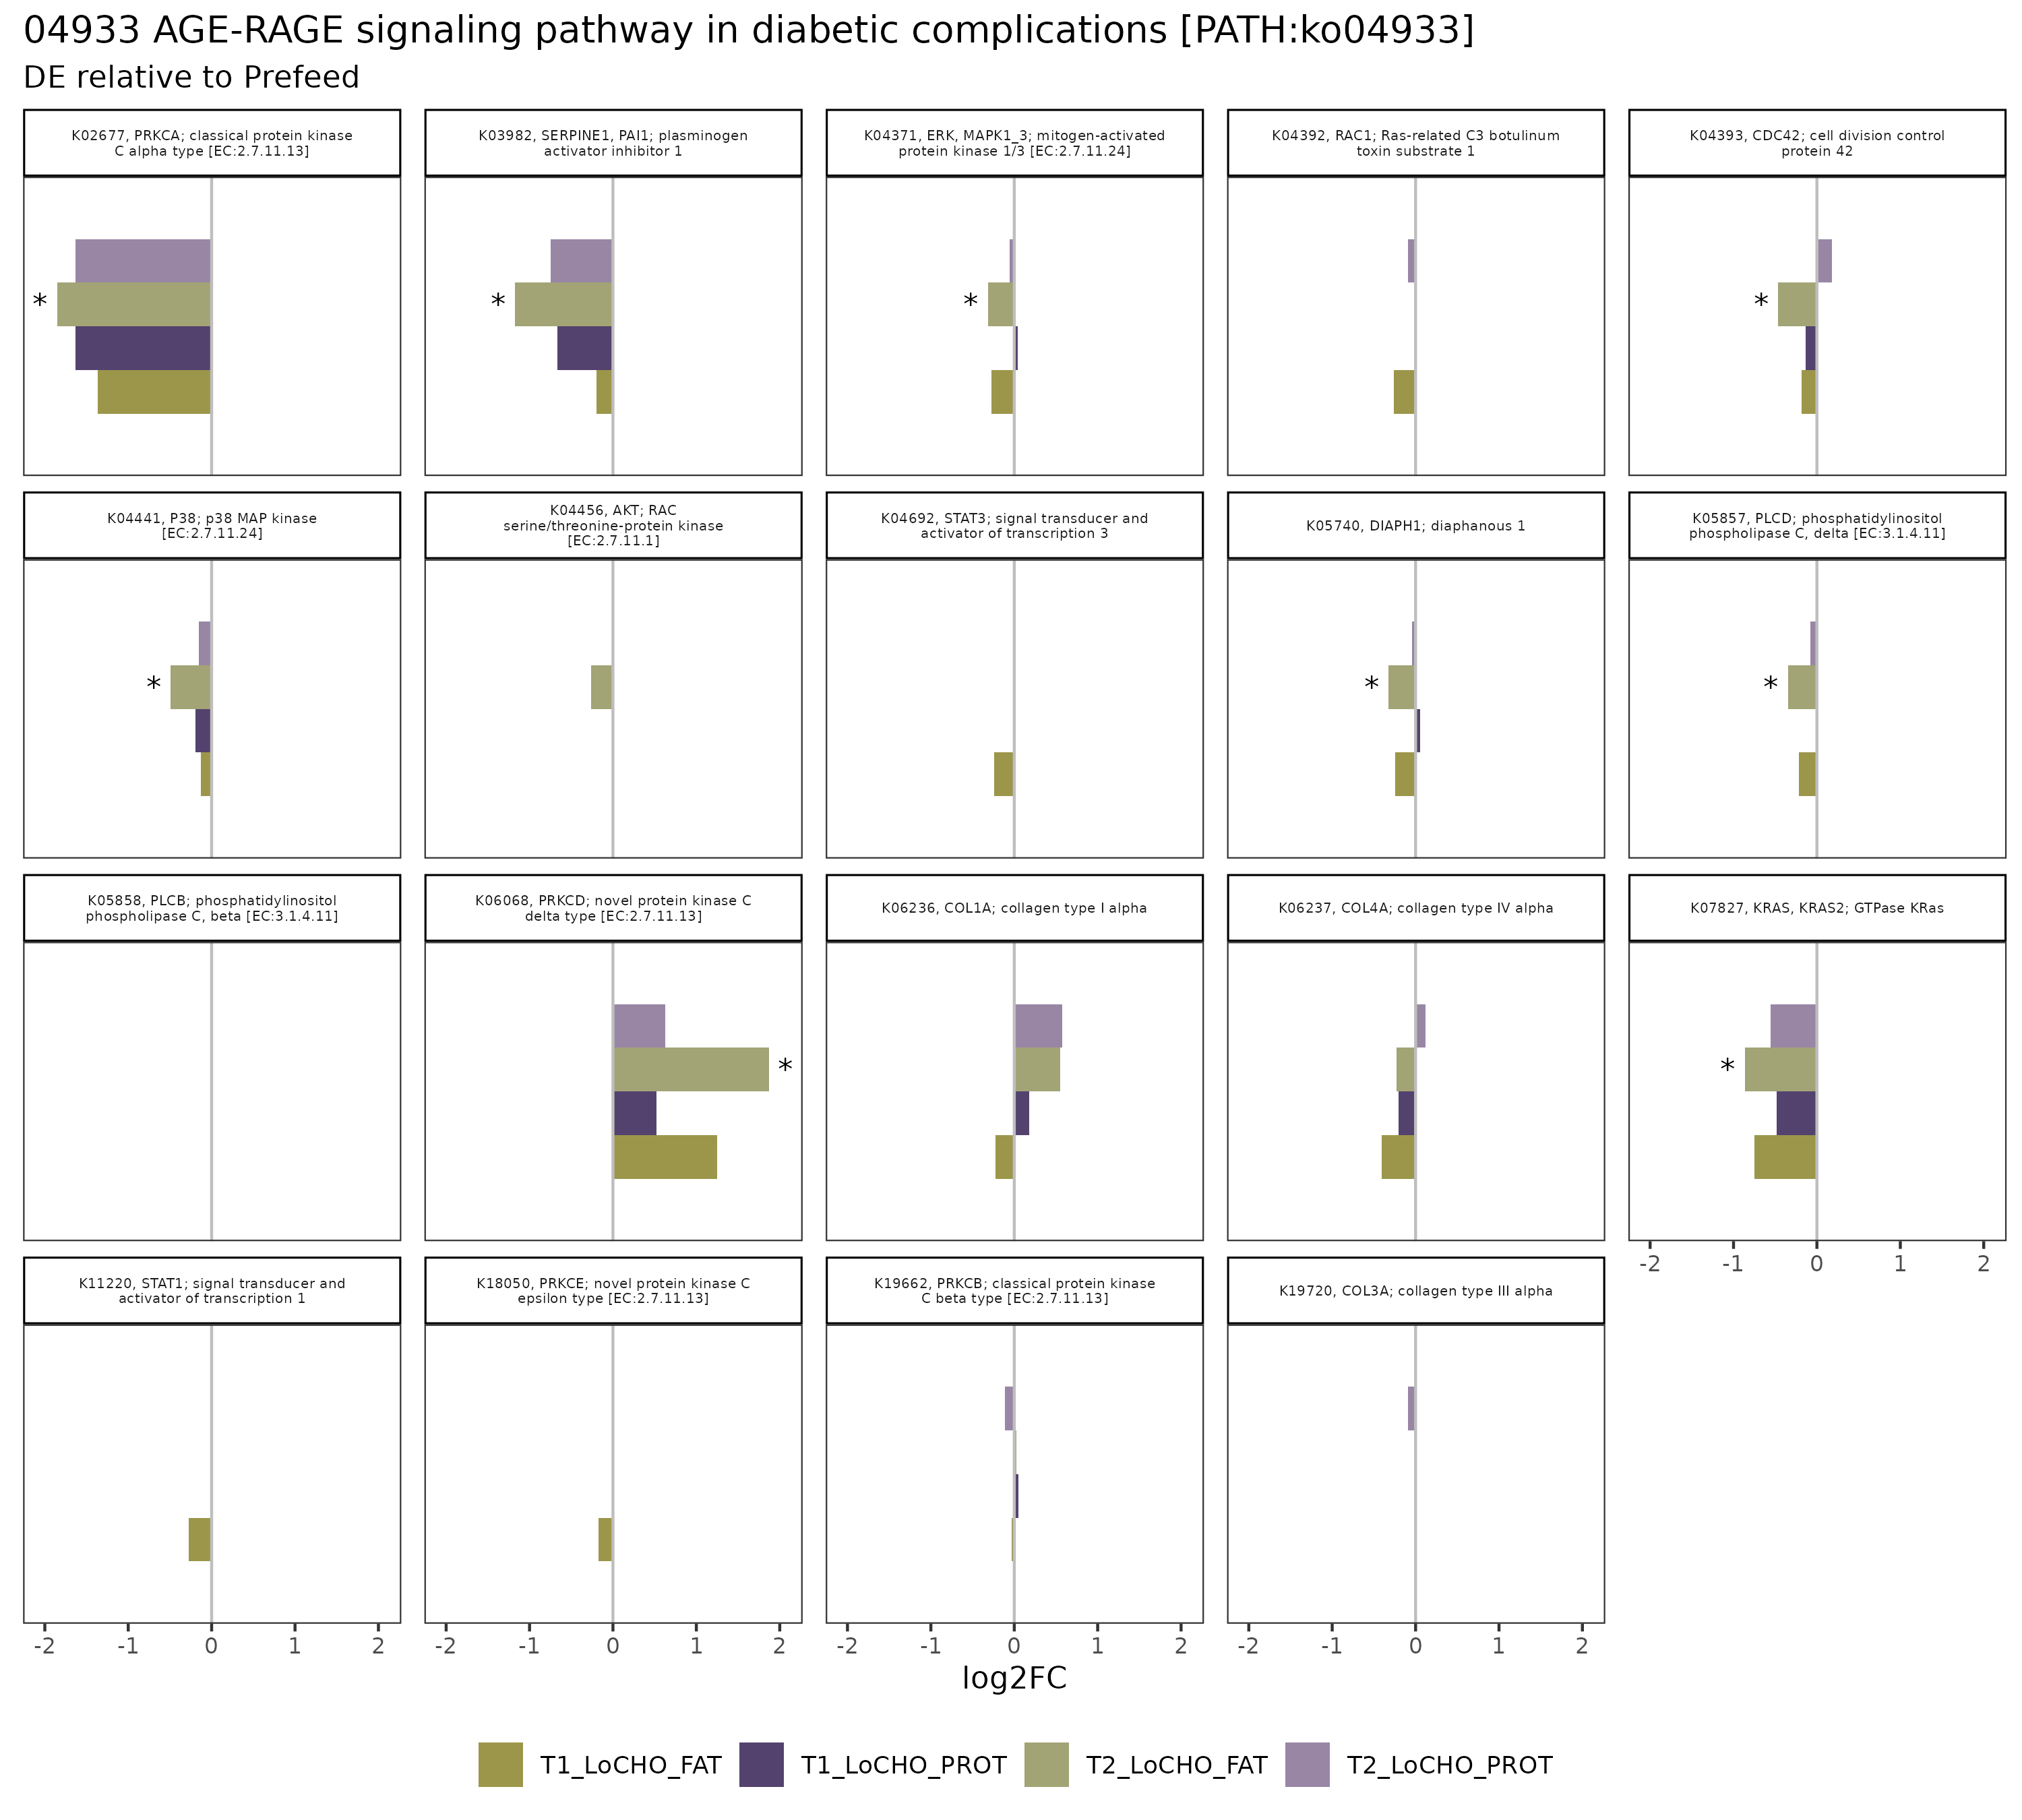 04933 AGE-RAGE signaling pathway in diabetic complications [PATH:ko04933]
DE relative to Prefeed
K02677, PRKCA; classical protein kinase
C alpha type [EC:2.7.11.13]
K03982, SERPINE1, PAI1; plasminogen
activator inhibitor 1
K04371, ERK, MAPK1_3; mitogen-activated
protein kinase 1/3 [EC:2.7.11.24]
K04392, RAC1; Ras-related C3 botulinum
toxin substrate 1
K04393, CDC42; cell division control
protein 42
*
*
*
*
K04441, P38; p38 MAP kinase
[EC:2.7.11.24]
K04456, AKT; RAC
serine/threonine-protein kinase
[EC:2.7.11.1]
K04692, STAT3; signal transducer and
activator of transcription 3
K05740, DIAPH1; diaphanous 1
K05857, PLCD; phosphatidylinositol
phospholipase C, delta [EC:3.1.4.11]
*
*
*
K05858, PLCB; phosphatidylinositol
phospholipase C, beta [EC:3.1.4.11]
K06068, PRKCD; novel protein kinase C
delta type [EC:2.7.11.13]
K06236, COL1A; collagen type I alpha
K06237, COL4A; collagen type IV alpha
K07827, KRAS, KRAS2; GTPase KRas
*
*
-2 -1 0 1 2
K11220, STAT1; signal transducer and
activator of transcription 1
K18050, PRKCE; novel protein kinase C
epsilon type [EC:2.7.11.13]
K19662, PRKCB; classical protein kinase
C beta type [EC:2.7.11.13]
K19720, COL3A; collagen type III alpha
-2 -1 0 1 2
-2 -1 0 1 2
-2 -1 0 1 2
-2 -1 0 1 2
log2FC
T1_LoCHO_FAT T1_LoCHO_PROT T2_LoCHO_FAT T2_LoCHO_PROT